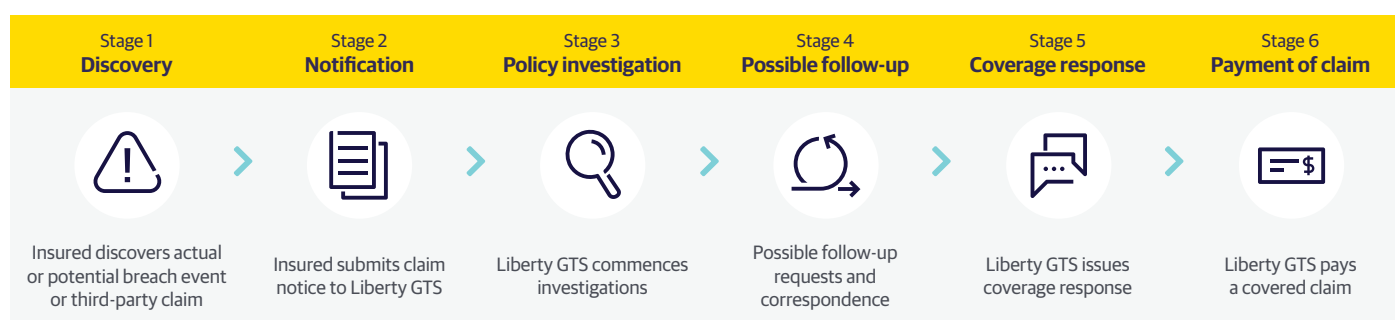 Stage 1
Discovery
Stage 2
Notification
Stage 3
Policy investigation
Stage 4
Possible follow-up
Stage 5
Coverage response
Stage 6
Payment of claim
!
$
Insured discovers actual
or potential breach event
or third-party claim
Insured submits claim
notice to Liberty GTS
Liberty GTS commences
investigations
Possible follow-up
requests and
correspondence
Liberty GTS issues
coverage response
Liberty GTS pays
a covered claim